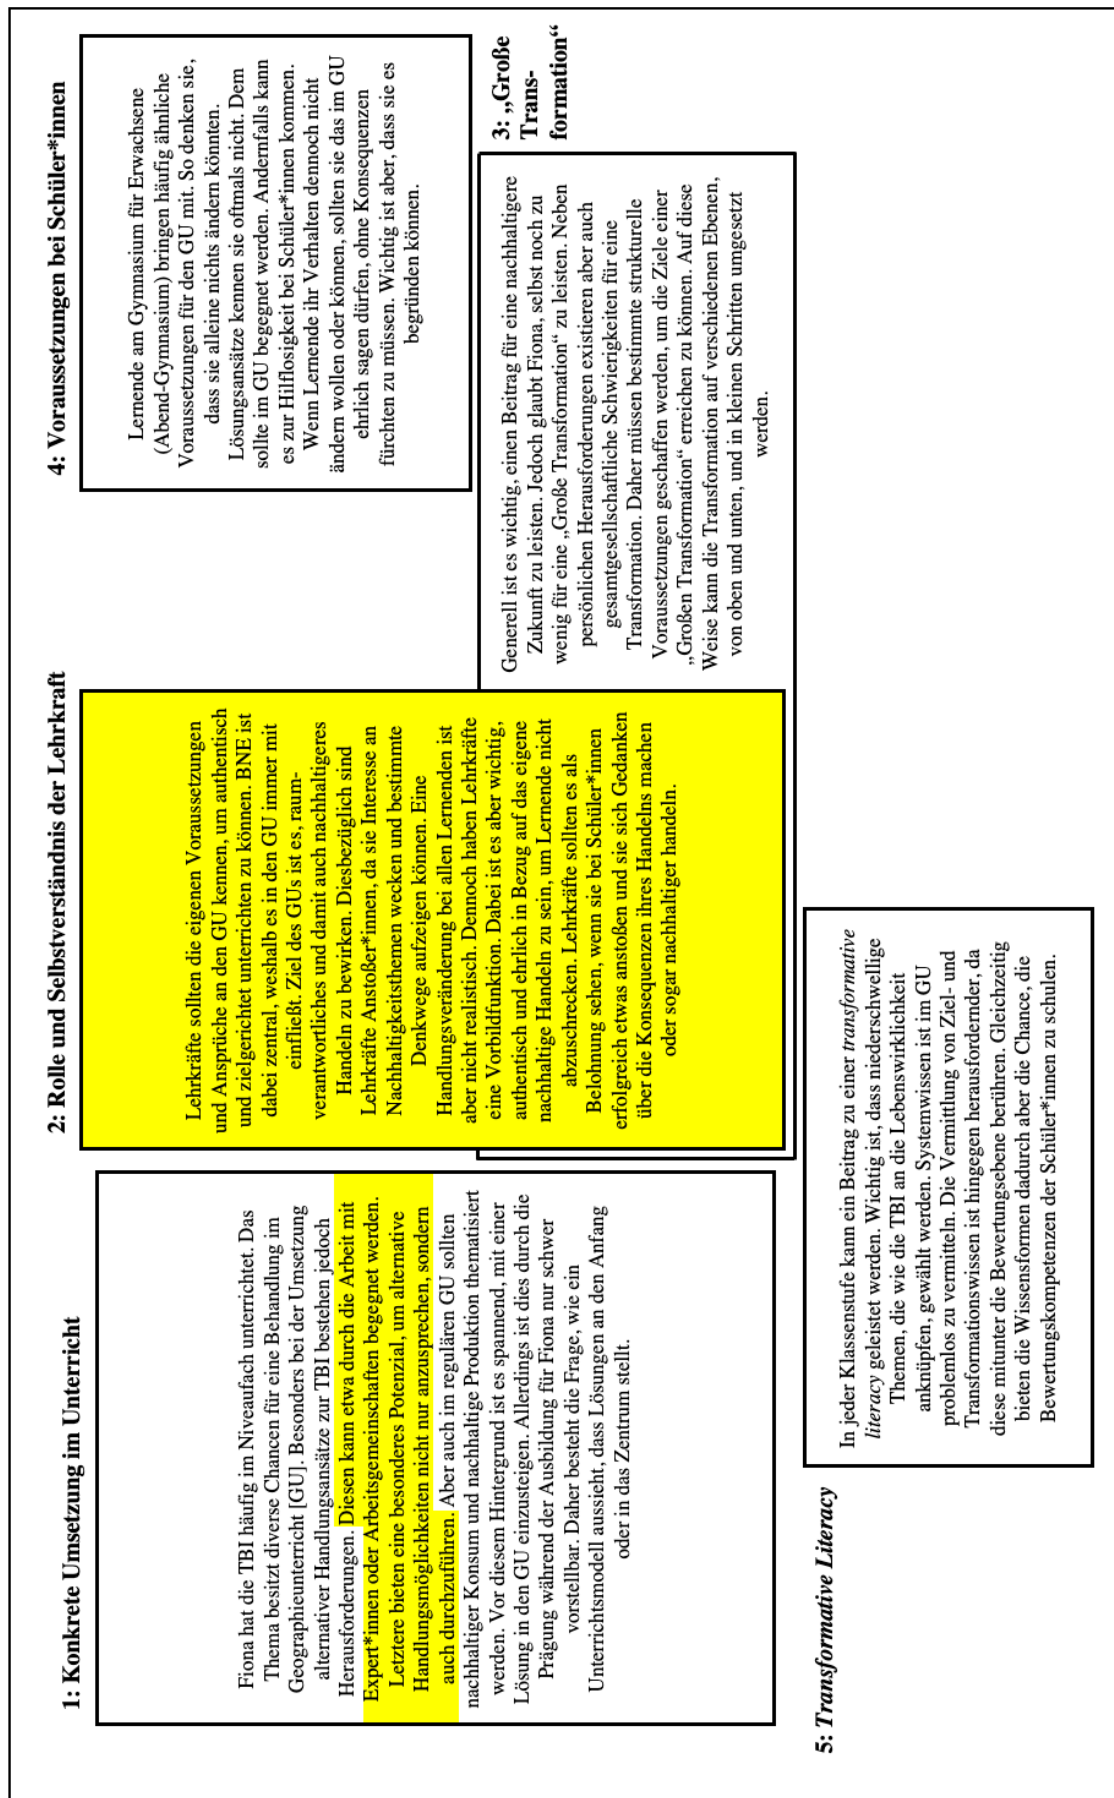 1: Konkrete Umsetzung im Unterricht
Fiona hat die TBI häufig im Niveaufach unterrichtet. Das
Thema besitzt diverse Chancen für eine Behandlung im
Geographieunterricht [GU]. Besonders bei der Umsetzung
alternativer Handlungsansätze zur TBI bestehen jedoch
Herausforderungen. Diesen kann etwa durch die Arbeit mit
Expert*innen oder Arbeitsgemeinschaften begegnet werden.
Letztere bieten eine besonderes Potenzial, um alternative
Handlungsmöglichkeiten nicht nur anzusprechen, sondern
auch durchzuführen. Aber auch im regulären GU sollten
nachhaltiger Konsum und nachhaltige Produktion thematisiert
werden. Vor diesem Hintergrund ist es spannend, mit einer
Lösung in den GU einzusteigen. Allerdings ist dies durch die
Prägung während der Ausbildung für Fiona nur schwer
vorstellbar. Daher besteht die Frage, wie ein
Unterrichtsmodell aussieht, dass Lösungen an den Anfang
oder in das Zentrum stellt.
2: Rolle und Selbstverständnis der Lehrkraft
Lehrkräfte sollten die eigenen Voraussetzungen
und Ansprüche an den GU kennen, um authentisch
und zielgerichtet unterrichten zu können. BNE ist
dabei zentral, weshalb es in den GU immer mit
einfließt. Ziel des GUs ist es, raum-
verantwortliches und damit auch nachhaltigeres
Handeln zu bewirken. Diesbezüglich sind
Lehrkräfte Anstoßer*innen, da sie Interesse an
Nachhaltigkeitsthemen wecken und bestimmte
Denkwege aufzeigen können. Eine
Handlungsveränderung bei allen Lernenden ist
aber nicht realistisch. Dennoch haben Lehrkräfte
eine Vorbildfunktion. Dabei ist es aber wichtig,
authentisch und ehrlich in Bezug auf das eigene
nachhaltige Handeln zu sein, um Lernende nicht
abzuschrecken. Lehrkräfte sollten es als
Belohnung sehen, wenn sie bei Schüler*innen
erfolgreich etwas anstoßen und sie sich Gedanken
über die Konsequenzen ihres Handelns machen
oder sogar nachhaltiger handeln.
4: Voraussetzungen bei Schüler*innen
Lernende am Gymnasium für Erwachsene
(Abend-Gymnasium) bringen häufig ähnliche
Voraussetzungen für den GU mit. So denken sie,
dass sie alleine nichts ändern könnten.
Lösungsansätze kennen sie oftmals nicht. Dem
sollte im GU begegnet werden. Andernfalls kann
es zur Hilflosigkeit bei Schüler*innen kommen.
Wenn Lernende ihr Verhalten dennoch nicht
ändern wollen oder können, sollten sie das im GU
ehrlich sagen dürfen, ohne Konsequenzen
fürchten zu müssen. Wichtig ist aber, dass sie es
begründen können.
3: „Große
Trans-
formation“
Generell ist es wichtig, einen Beitrag für eine nachhaltigere
Zukunft zu leisten. Jedoch glaubt Fiona, selbst noch zu
wenig für eine „Große Transformation” zu leisten. Neben
persönlichen Herausforderungen existieren aber auch
gesamtgesellschaftliche Schwierigkeiten für eine
Transformation. Daher müssen bestimmte strukturelle
Voraussetzungen geschaffen werden, um die Ziele einer
„Großen Transformation“ erreichen zu können. Auf diese
Weise kann die Transformation auf verschiedenen Ebenen,
von oben und unten, und in kleinen Schritten umgesetzt
werden.
5: Transformative Literacy
In jeder Klassenstufe kann ein Beitrag zu einer transformative
literacy geleistet werden. Wichtig ist, dass niederschwellige
Themen, die wie die TBI an die Lebenswirklichkeit
anknüpfen, gewählt werden. Systemwissen ist im GU
problemlos zu vermitteln. Die Vermittlung von Ziel- und
Transformationswissen ist hingegen herausfordernder, da
diese mitunter die Bewertungsebene berühren. Gleichzeitig
bieten die Wissensformen dadurch aber die Chance, die
Bewertungskompetenzen der Schüler*innen zu schulen.